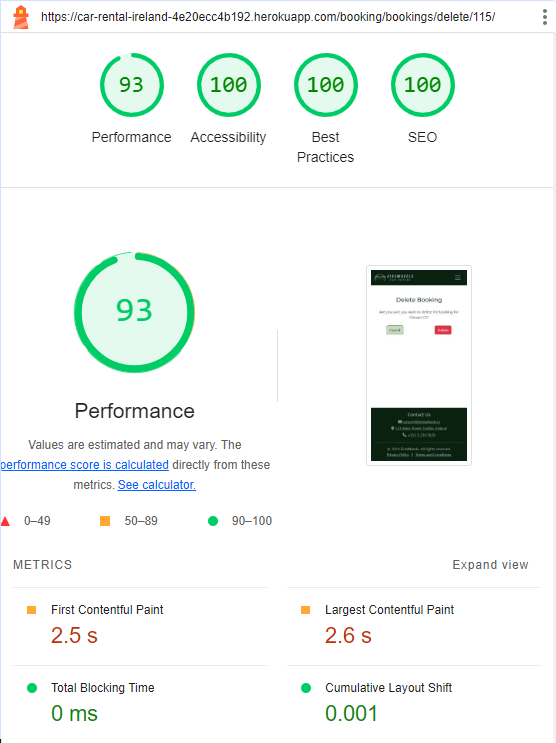 https://car-rental-ireland-4e20ecc4b192.herokuapp.com/booking/bookings/delete/115/
93
100
100
100
Performance
Accessibility
Best
Practices
SEO
93
Performance
Values are estimated and may vary. The
performance score is calculated directly from these
metrics. See calculator.
0–49
50–89
90–100
Delete Booking
Cancel
Delete
Contact Us
METRICS
Expand view
First Contentful Paint
2.5 s
Largest Contentful Paint
2.6 s
Total Blocking Time
0 ms
Cumulative Layout Shift
0.001